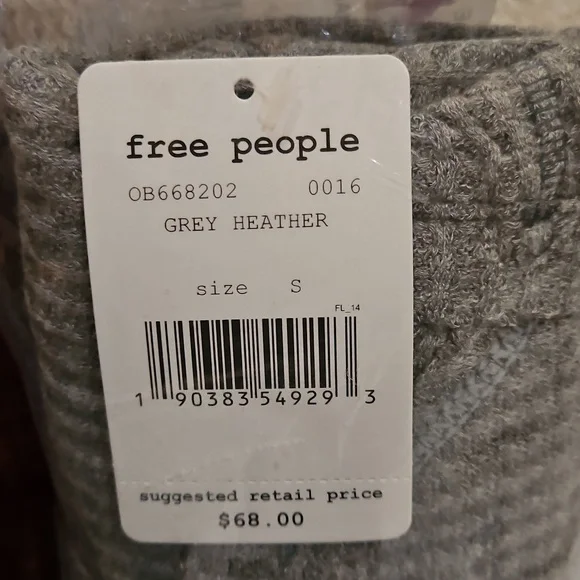 free people
OB668202 0016
GREY HEATHER
size S
FL_14
1 90383 54929 3
suggested retail price
$68.00